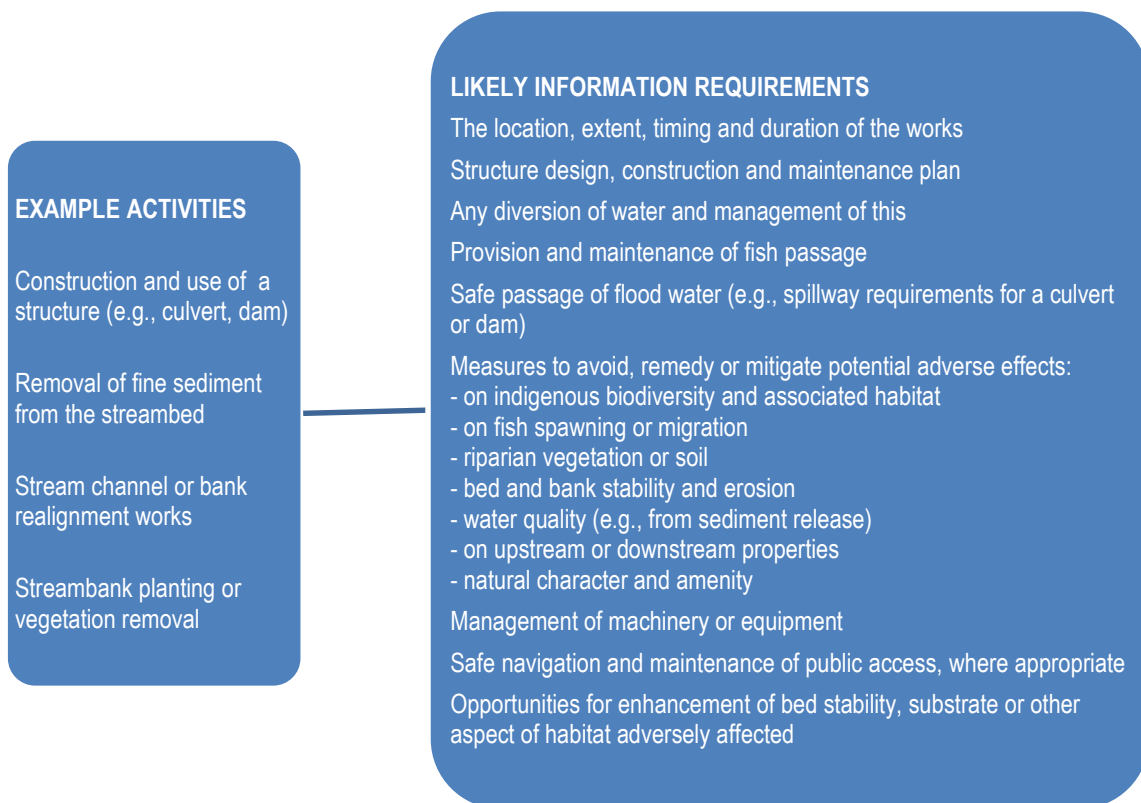 EXAMPLE ACTIVITIES
Construction and use of a
structure (e.g., culvert, dam)
Removal of fine sediment
from the streambed
Stream channel or bank
realignment works
Streambank planting or
vegetation removal
LIKELY INFORMATION REQUIREMENTS
The location, extent, timing and duration of the works
Structure design, construction and maintenance plan
Any diversion of water and management of this
Provision and maintenance of fish passage
Safe passage of flood water (e.g., spillway requirements for a culvert
or dam)
Measures to avoid, remedy or mitigate potential adverse effects:
- on indigenous biodiversity and associated habitat
- on fish spawning or migration
- riparian vegetation or soil
- bed and bank stability and erosion
- water quality (e.g., from sediment release)
- on upstream or downstream properties
- natural character and amenity
Management of machinery or equipment
Safe navigation and maintenance of public access, where appropriate
Opportunities for enhancement of bed stability, substrate or other
aspect of habitat adversely affected